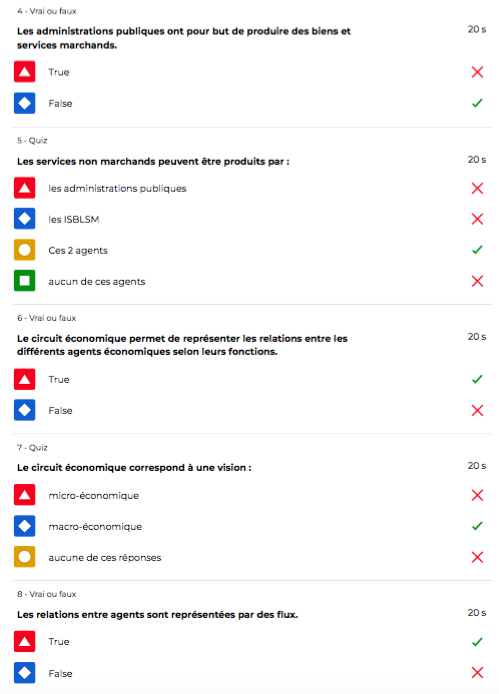 4 - Vrai ou faux
Les administrations publiques ont pour but de produire des biens et
services marchands.
20 s
True
False
5 - Quiz
Les services non marchands peuvent être produits par :
20 s
les administrations publiques
les ISBLSM
Ces 2 agents
aucun de ces agents
6 - Vrai ou faux
Le circuit économique permet de représenter les relations entre les
différents agents économiques selon leurs fonctions.
20 s
True
False
7 - Quiz
Le circuit économique correspond à une vision :
20 s
micro-économique
macro-économique
aucune de ces réponses
8 - Vrai ou faux
Les relations entre agents sont représentées par des flux.
20 s
True
False